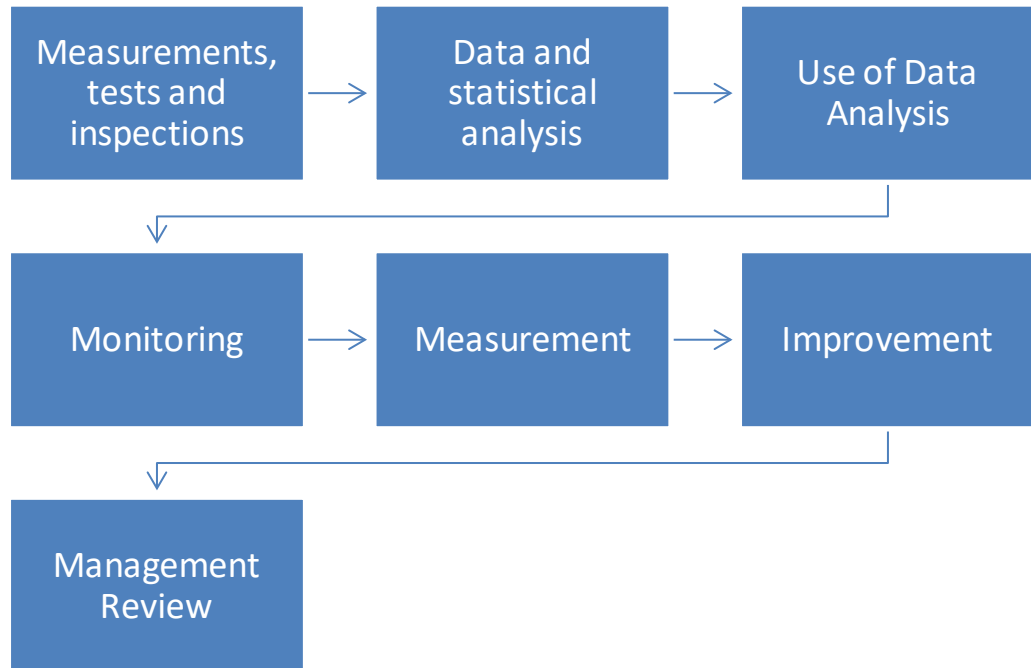 Measurements,
tests and
inspections
Data and
statistical
analysis
Use of Data
Analysis
Monitoring
Measurement
Improvement
Management
Review